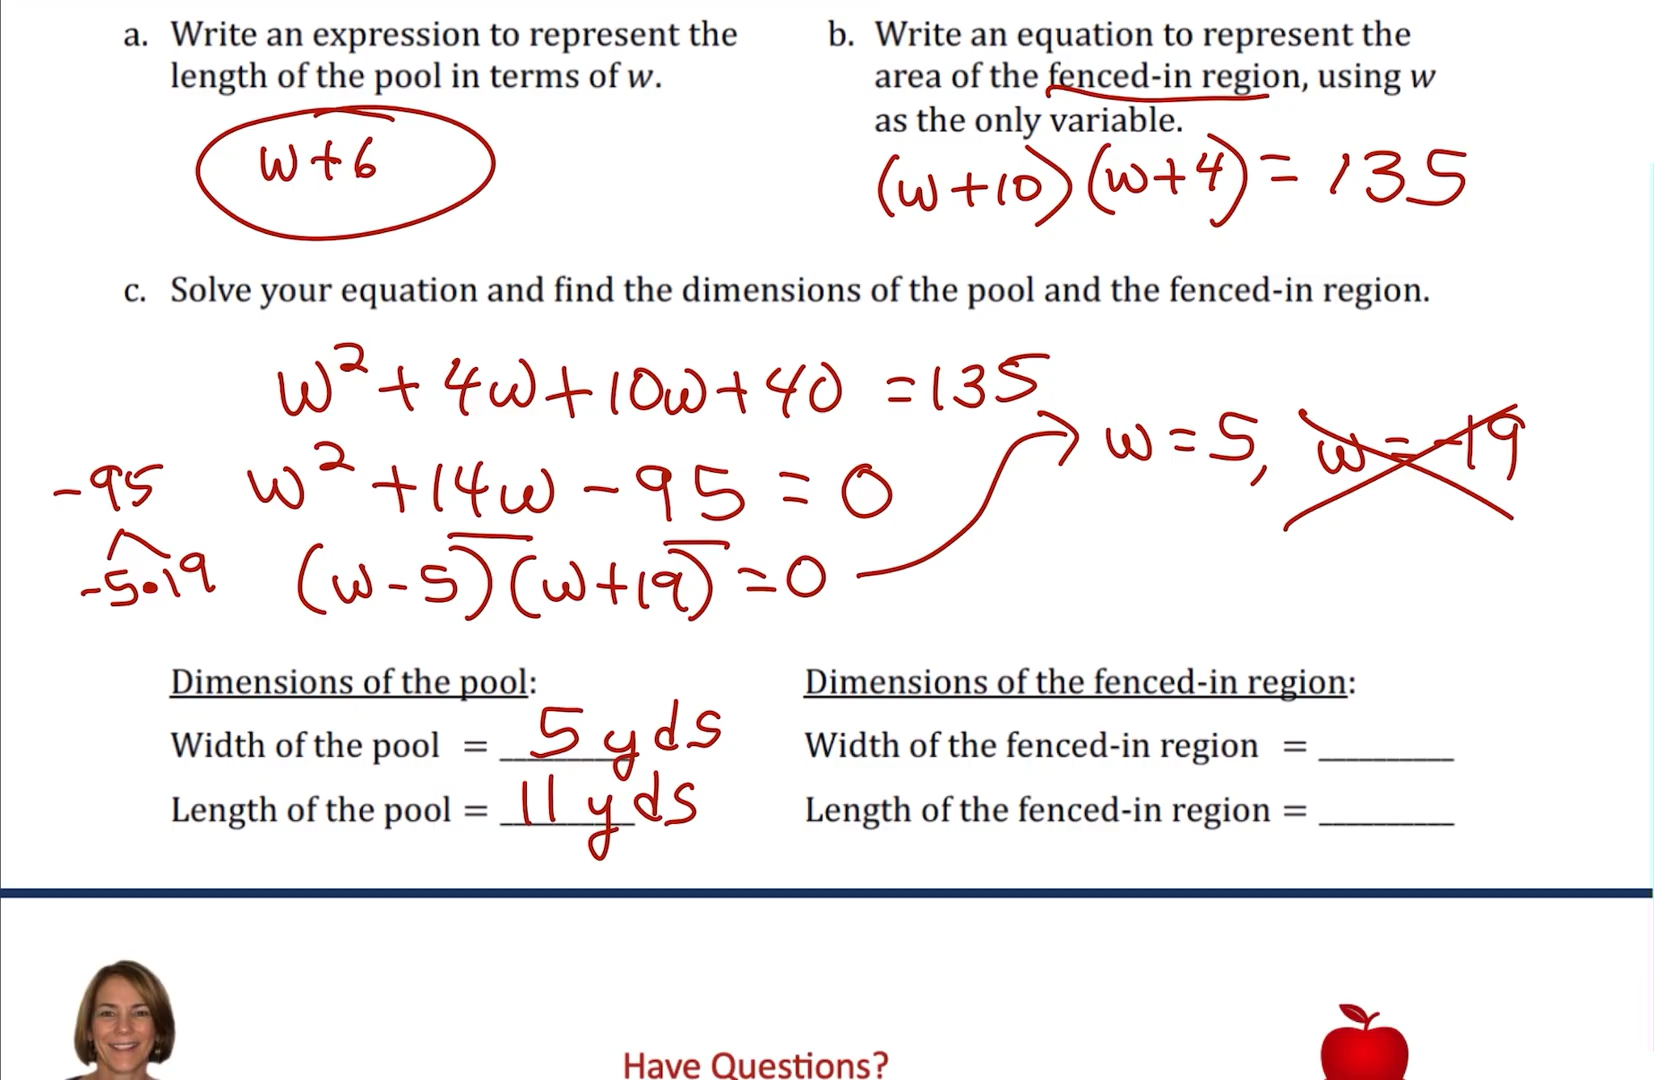 a. Write an expression to represent the
length of the pool in terms of w.
w+6
b. Write an equation to represent the
area of the fenced-in region, using w
as the only variable.
(w+10)(w+4)= 135
c. Solve your equation and find the dimensions of the pool and the fenced-in region.
w²+4w+10w+40 =135
w=5, w=-19
-95
w²+14w-95=0
-5•19
(w-5)(w+19)=0
Dimensions of the pool:
Width of the pool = 5 yds
Length of the pool = 11 yds
Dimensions of the fenced-in region:
Width of the fenced-in region = ________
Length of the fenced-in region = ________
Have Questions?